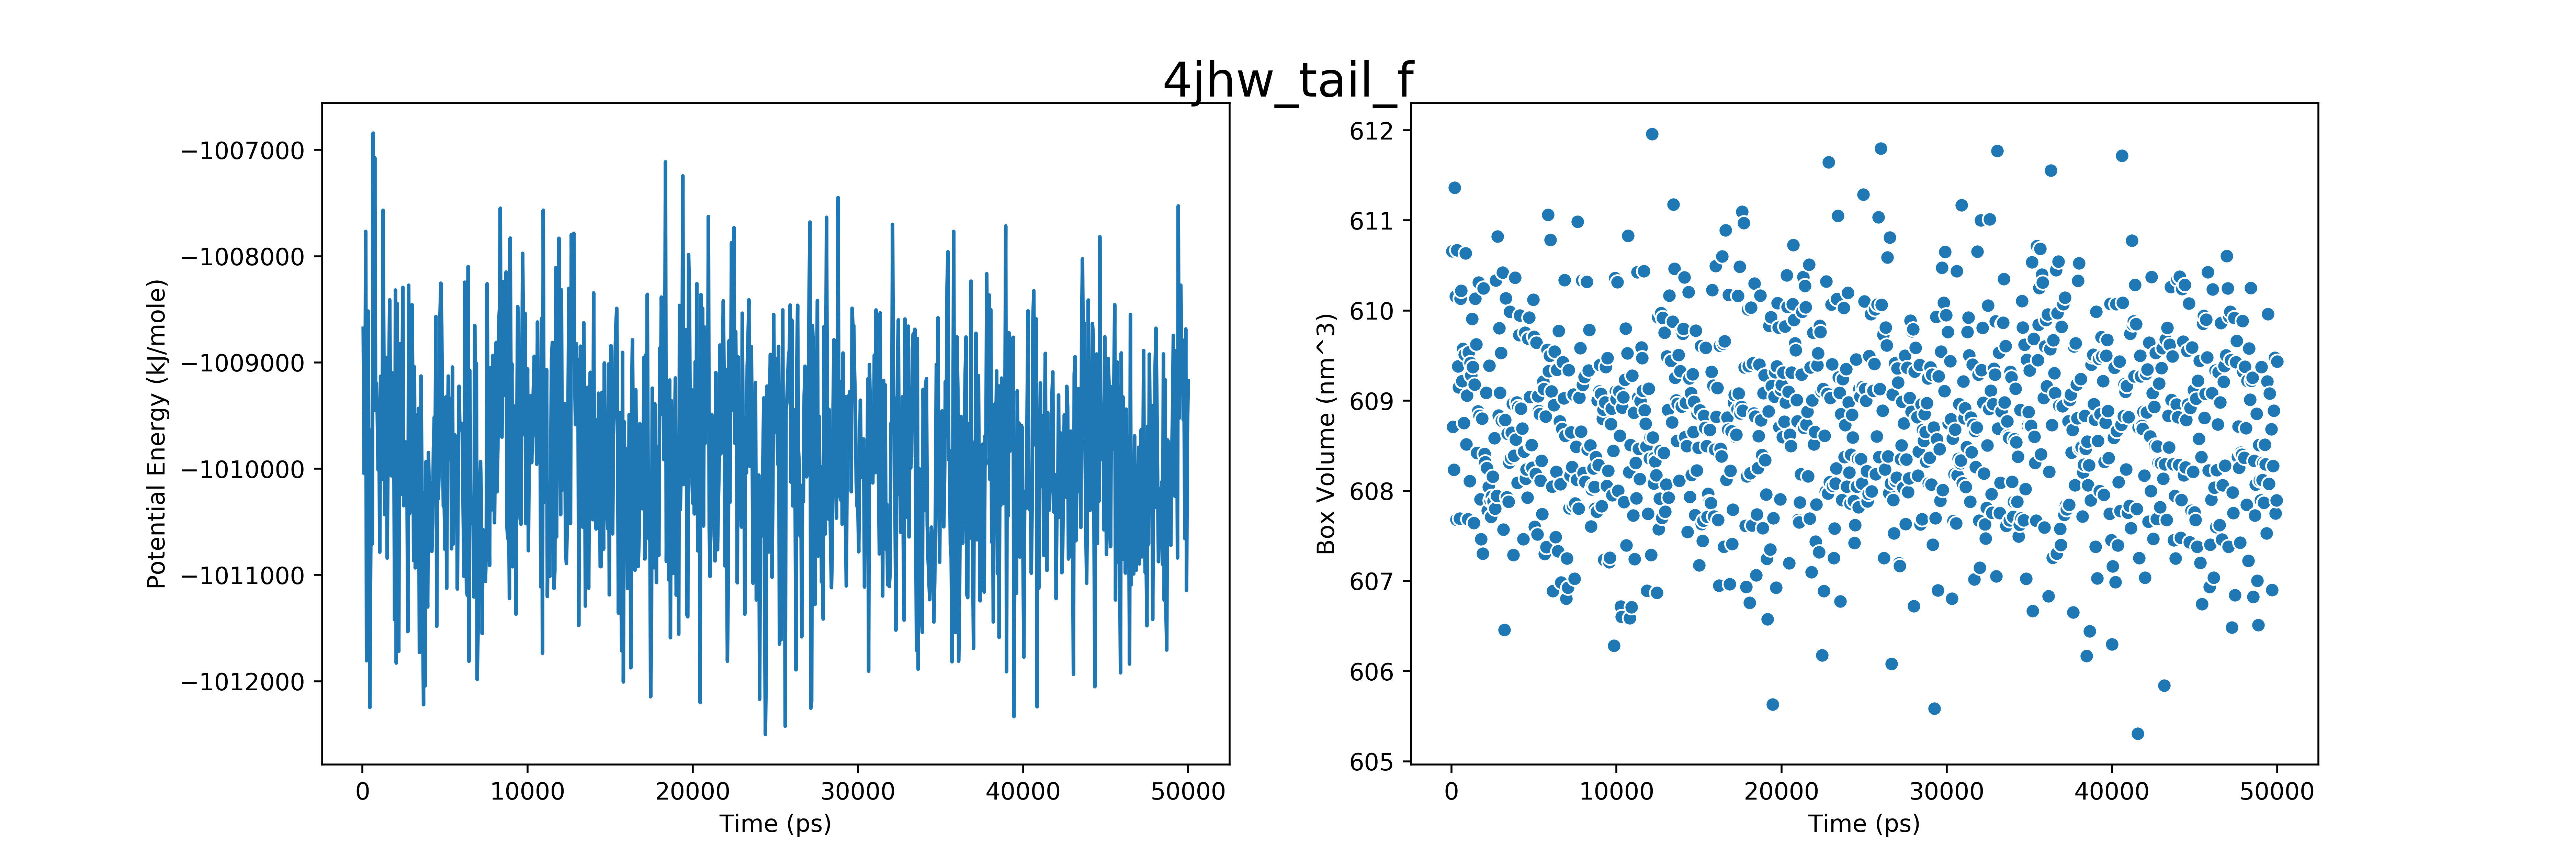 4jhw_tail_f
Potential Energy (kJ/mole)
−1007000
−1008000
−1009000
−1010000
−1011000
−1012000
0 10000 20000 30000 40000 50000
Time (ps)
Box Volume (nm^3)
612
611
610
609
608
607
606
605
0 10000 20000 30000 40000 50000
Time (ps)